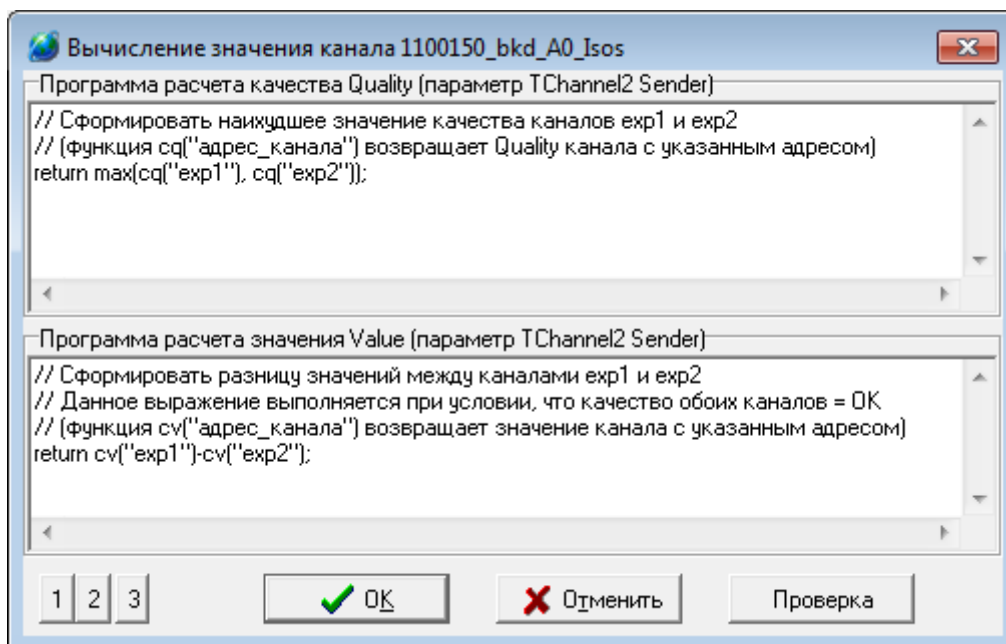 Вычисление значения канала 1100150_bkd_A0_Isos
Программа расчета качества Quality (параметр TChannel2 Sender)
// Сформировать наихудшее значение качества каналов exp1 и exp2
// (функция cq("адрес_канала") возвращает Quality канала с указанным адресом)
return max(cq("exp1"), cq("exp2"));
Программа расчета значения Value (параметр TChannel2 Sender)
// Сформировать разницу значений между каналами exp1 и exp2
// Данное выражение выполняется при условии, что качество обоих каналов = OK
// (функция cv("адрес_канала") возвращает значение канала с указанным адресом)
return cv("exp1")-cv("exp2");
1 2 3 OK Отменить Проверка